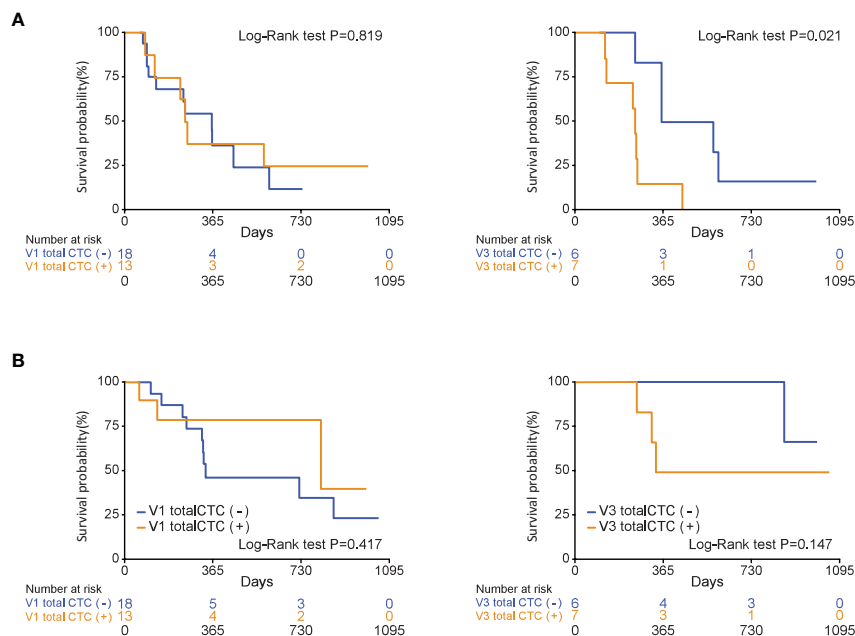 A
Log-Rank test P=0.819
Survival probability(%)
100
75
50
25
0
0 365 730 1095
Days
Number at risk
V1 total CTC (-) 18 4 0 0
V1 total CTC (+) 13 3 2 0
0 365 730 1095
Log-Rank test P=0.021
Survival probability(%)
100
75
50
25
0
0 365 730 1095
Days
Number at risk
V3 total CTC (-) 6 3 1 0
V3 total CTC (+) 7 1 0 0
0 365 730 1095
B
Survival probability(%)
100
75
50
25
0
V1 totalCTC (-)
V1 totalCTC (+)
Log-Rank test P=0.417
0 365 730 1095
Days
Number at risk
V1 total CTC (-) 18 5 3 0
V1 total CTC (+) 13 4 2 0
0 365 730 1095
Survival probability(%)
100
75
50
25
0
V3 totalCTC (-)
V3 totalCTC (+)
Log-Rank test P=0.147
0 365 730 1095
Days
Number at risk
V3 total CTC (-) 6 4 3 0
V3 total CTC (+) 7 3 1 0
0 365 730 1095